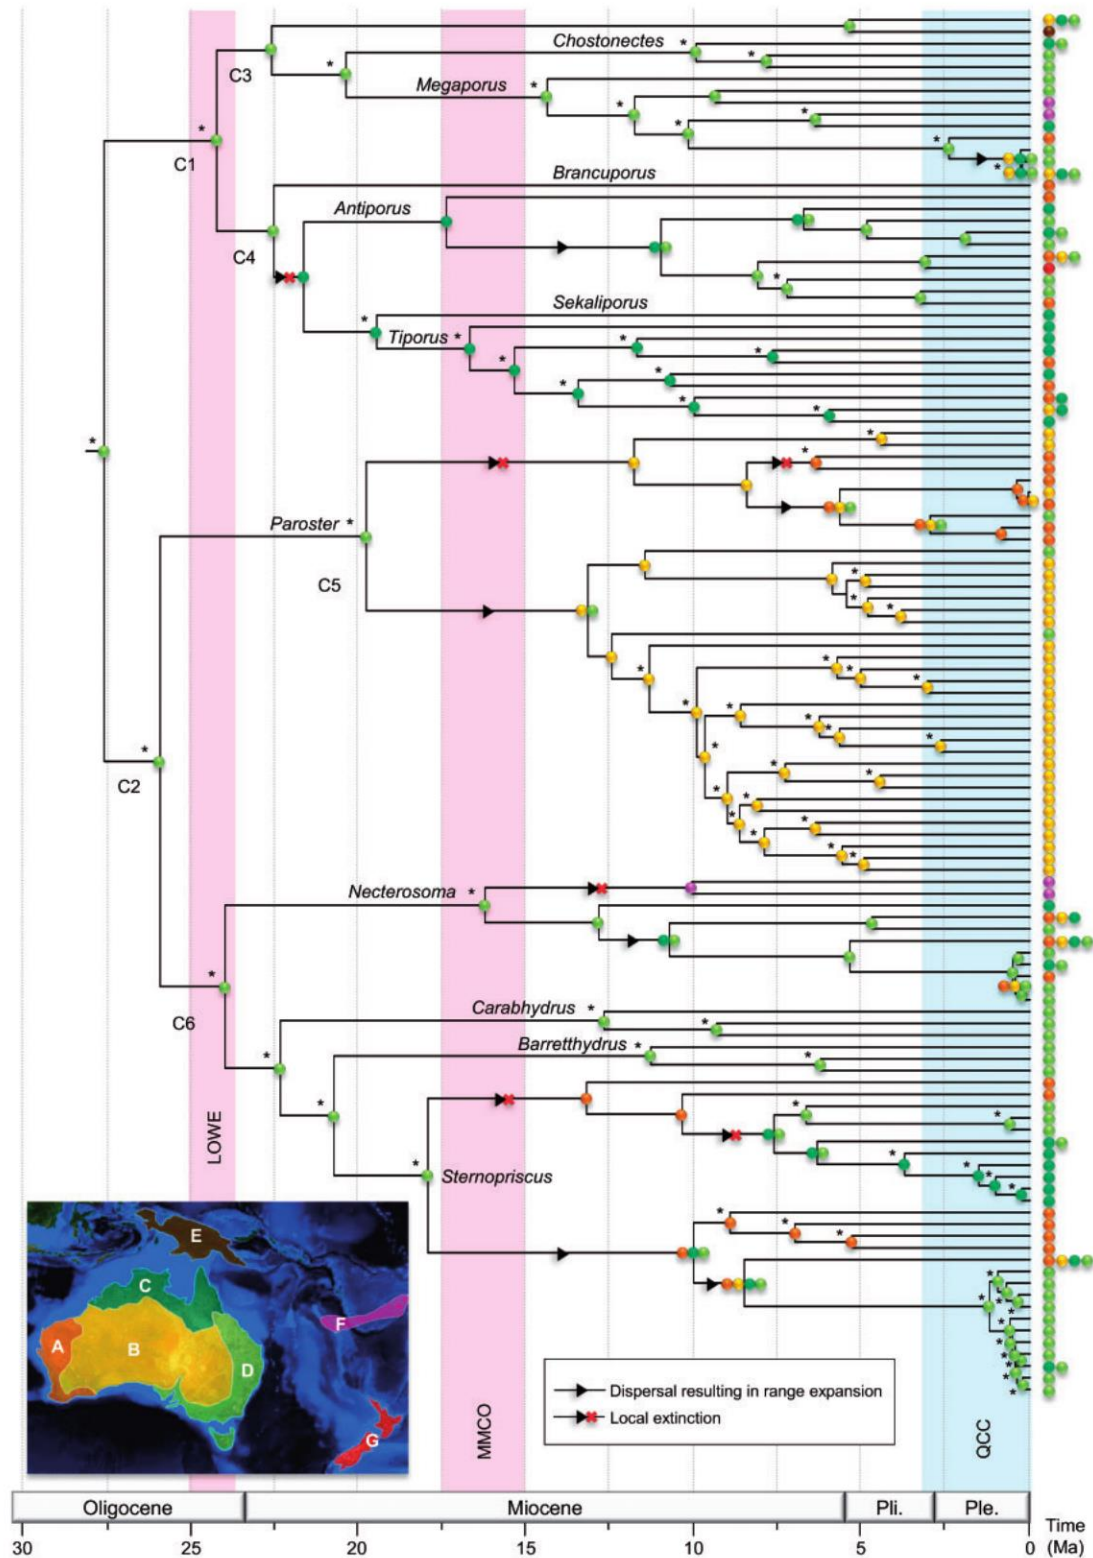 Chostonectes
C3
Megaporus
C1
Brancuporus
Antiporus
C4
Sekaliporus
Tiporus
Paroster
C5
C2
Necterosoma
C6
Carabhydrus
Barretthydrus
Sternopriscus
LOWE
MMCO
QCC
E
C
A
B
D
F
G
Dispersal resulting in range expansion
Local extinction
Oligocene Miocene Pli. Ple.
30 25 20 15 10 5 0
Time
(Ma)